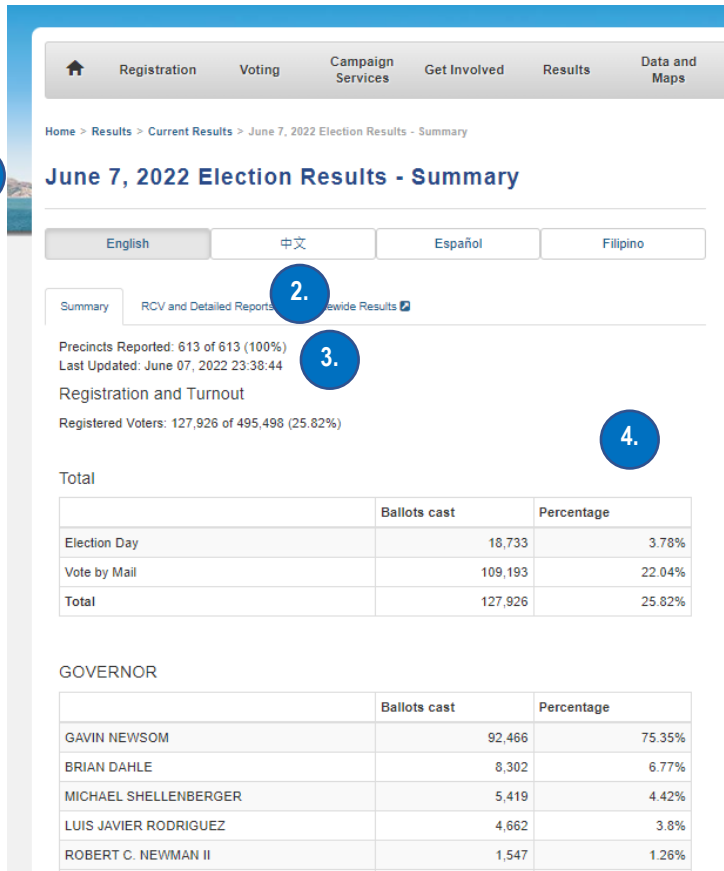 Registration Voting Campaign Services Get Involved Results Data and Maps
Home > Results > Current Results > June 7, 2022 Election Results - Summary
June 7, 2022 Election Results - Summary
English 中文 Español Filipino
2.
Summary RCV and Detailed Reports ewide Results
3.
Precincts Reported: 613 of 613 (100%)
Last Updated: June 07, 2022 23:38:44
Registration and Turnout
Registered Voters: 127,926 of 495,498 (25.82%)
4.
Total
Ballots cast Percentage
Election Day 18,733 3.78%
Vote by Mail 109,193 22.04%
Total 127,926 25.82%
GOVERNOR
Ballots cast Percentage
GAVIN NEWSOM 92,466 75.35%
BRIAN DAHLE 8,302 6.77%
MICHAEL SHELLENBERGER 5,419 4.42%
LUIS JAVIER RODRIGUEZ 4,662 3.8%
ROBERT C. NEWMAN II 1,547 1.26%